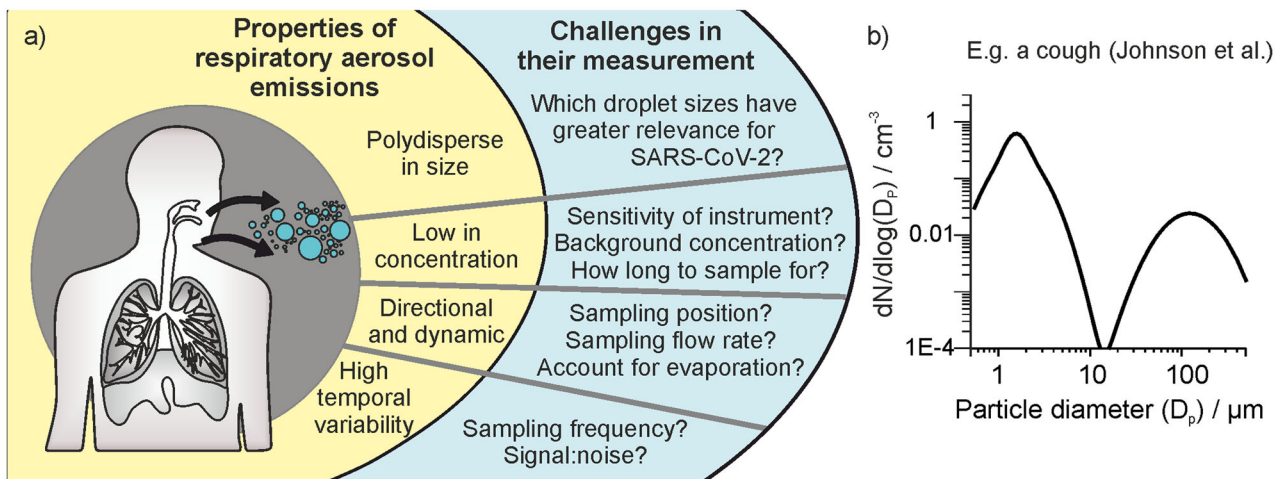 a)
Properties of
respiratory aerosol
emissions
Polydisperse
in size
Low in
concentration
Directional
and dynamic
High
temporal
variability
Challenges in
their measurement
Which droplet sizes have
greater relevance for
SARS-CoV-2?
Sensitivity of instrument?
Background concentration?
How long to sample for?
Sampling position?
Sampling flow rate?
Account for evaporation?
Sampling frequency?
Signal:noise?
b)
E.g. a cough (Johnson et al.)
dN/dlog(Dₚ) / cm⁻³
1
0.01
1E-4
1
10
100
Particle diameter (Dₚ) / µm